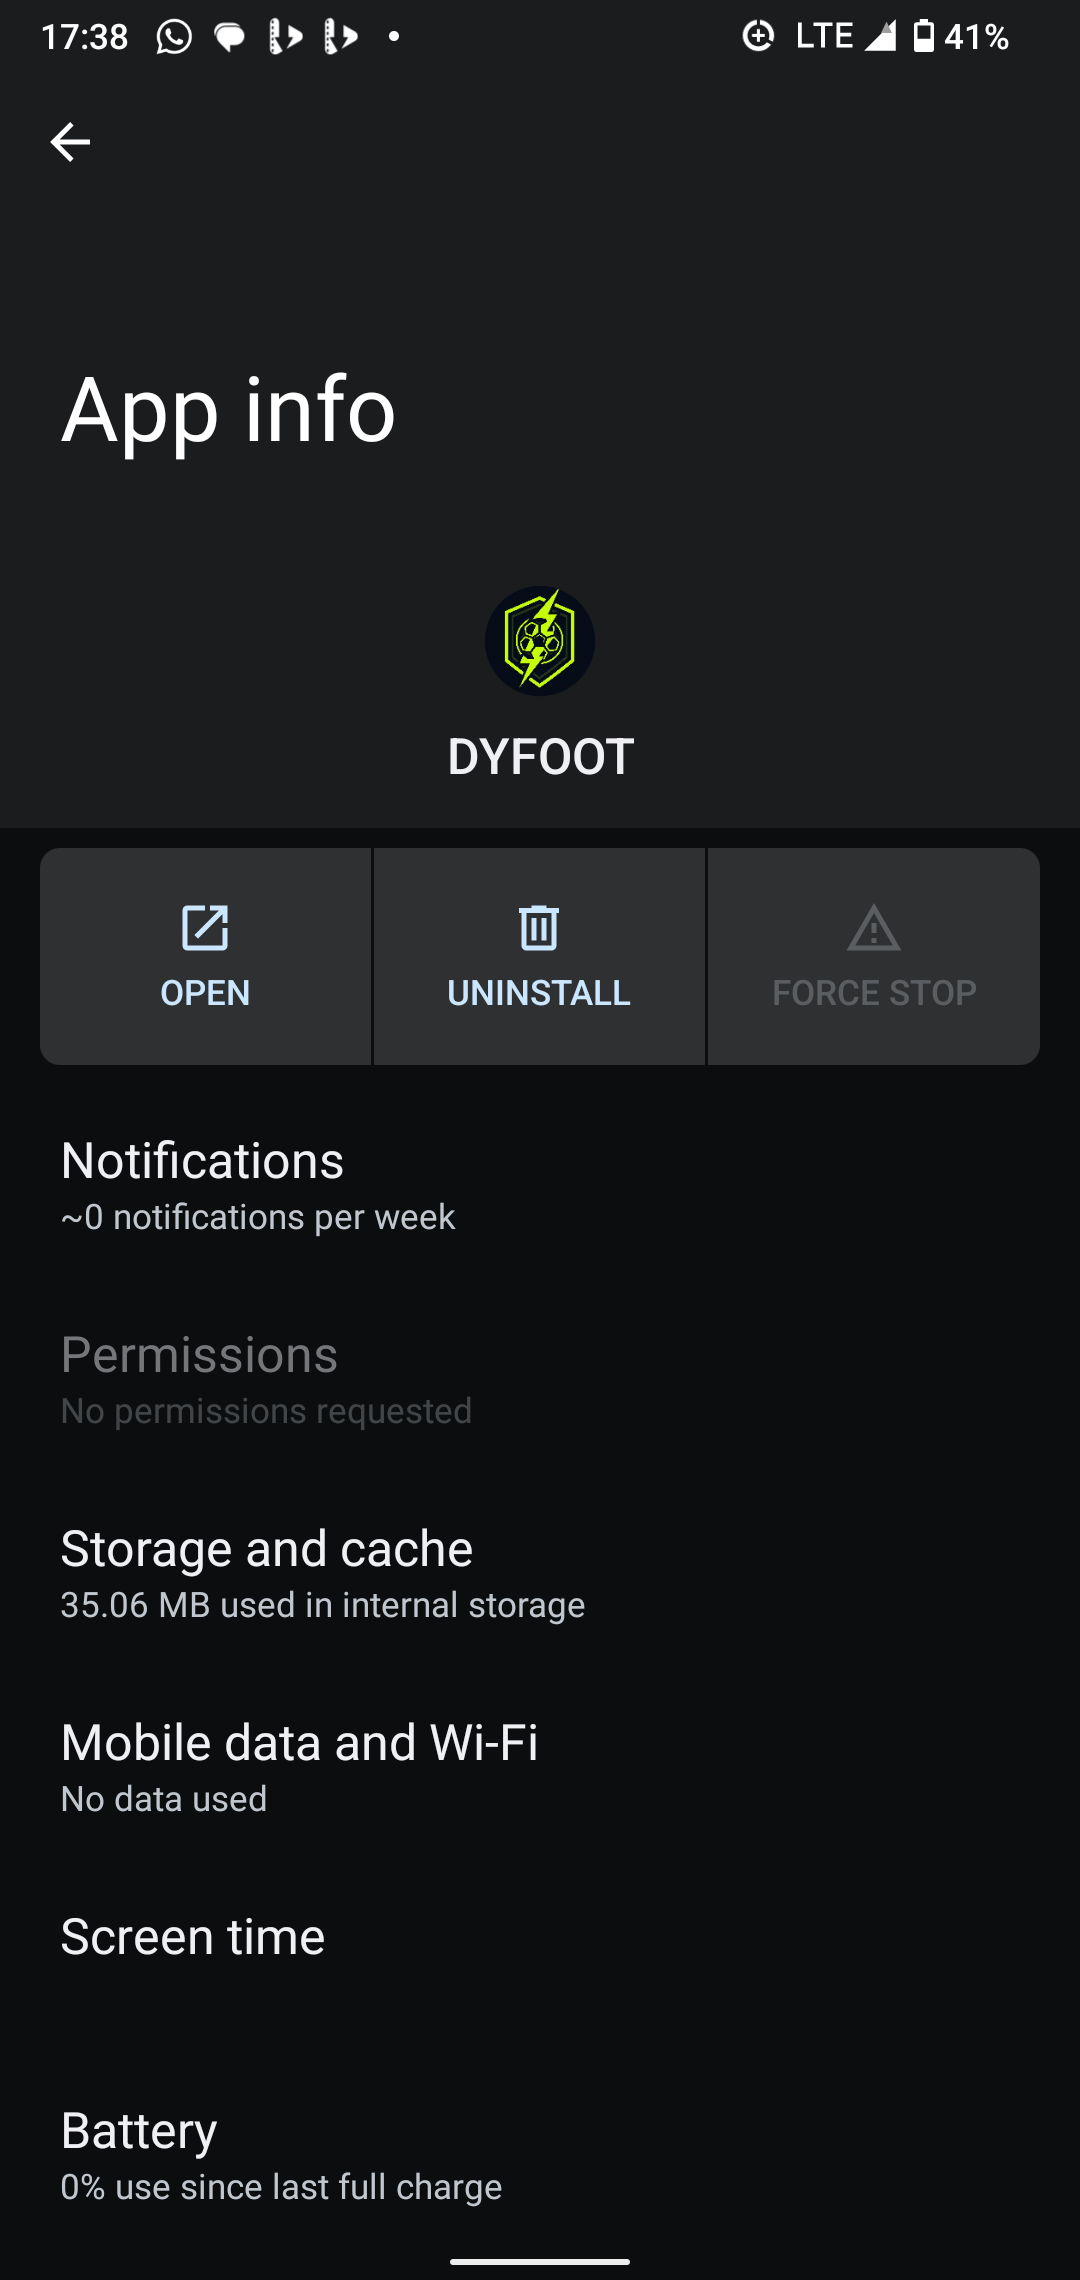 17:38 LTE 41%
App info
DYFOOT
OPEN UNINSTALL FORCE STOP
Notifications
~0 notifications per week
Permissions
No permissions requested
Storage and cache
35.06 MB used in internal storage
Mobile data and Wi-Fi
No data used
Screen time
Battery
0% use since last full charge